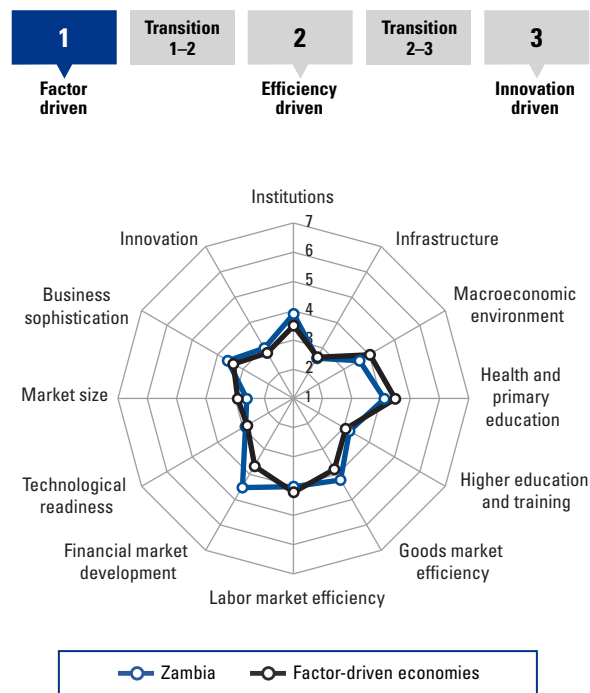 1
Transition
1–2
2
Transition
2–3
3
Factor
driven
Efficiency
driven
Innovation
driven
Institutions
7
Innovation
Infrastructure
6
5
Business
sophistication
Macroeconomic
environment
4
3
2
Market size
1
Health and
primary
education
Technological
readiness
Higher education
and training
Financial market
development
Goods market
efficiency
Labor market efficiency
Zambia
Factor-driven economies